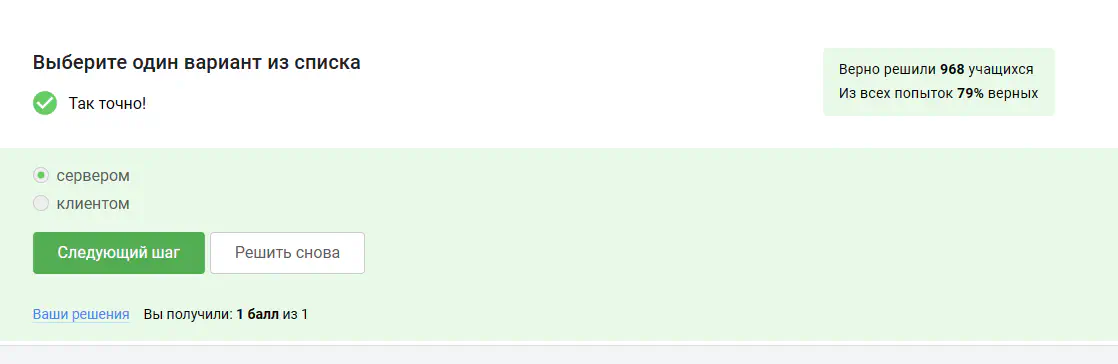 Выберите один вариант из списка
Так точно!
Верно решили 968 учащихся
Из всех попыток 79% верных
сервером
клиентом
Следующий шаг
Решить снова
Ваши решения Вы получили: 1 балл из 1